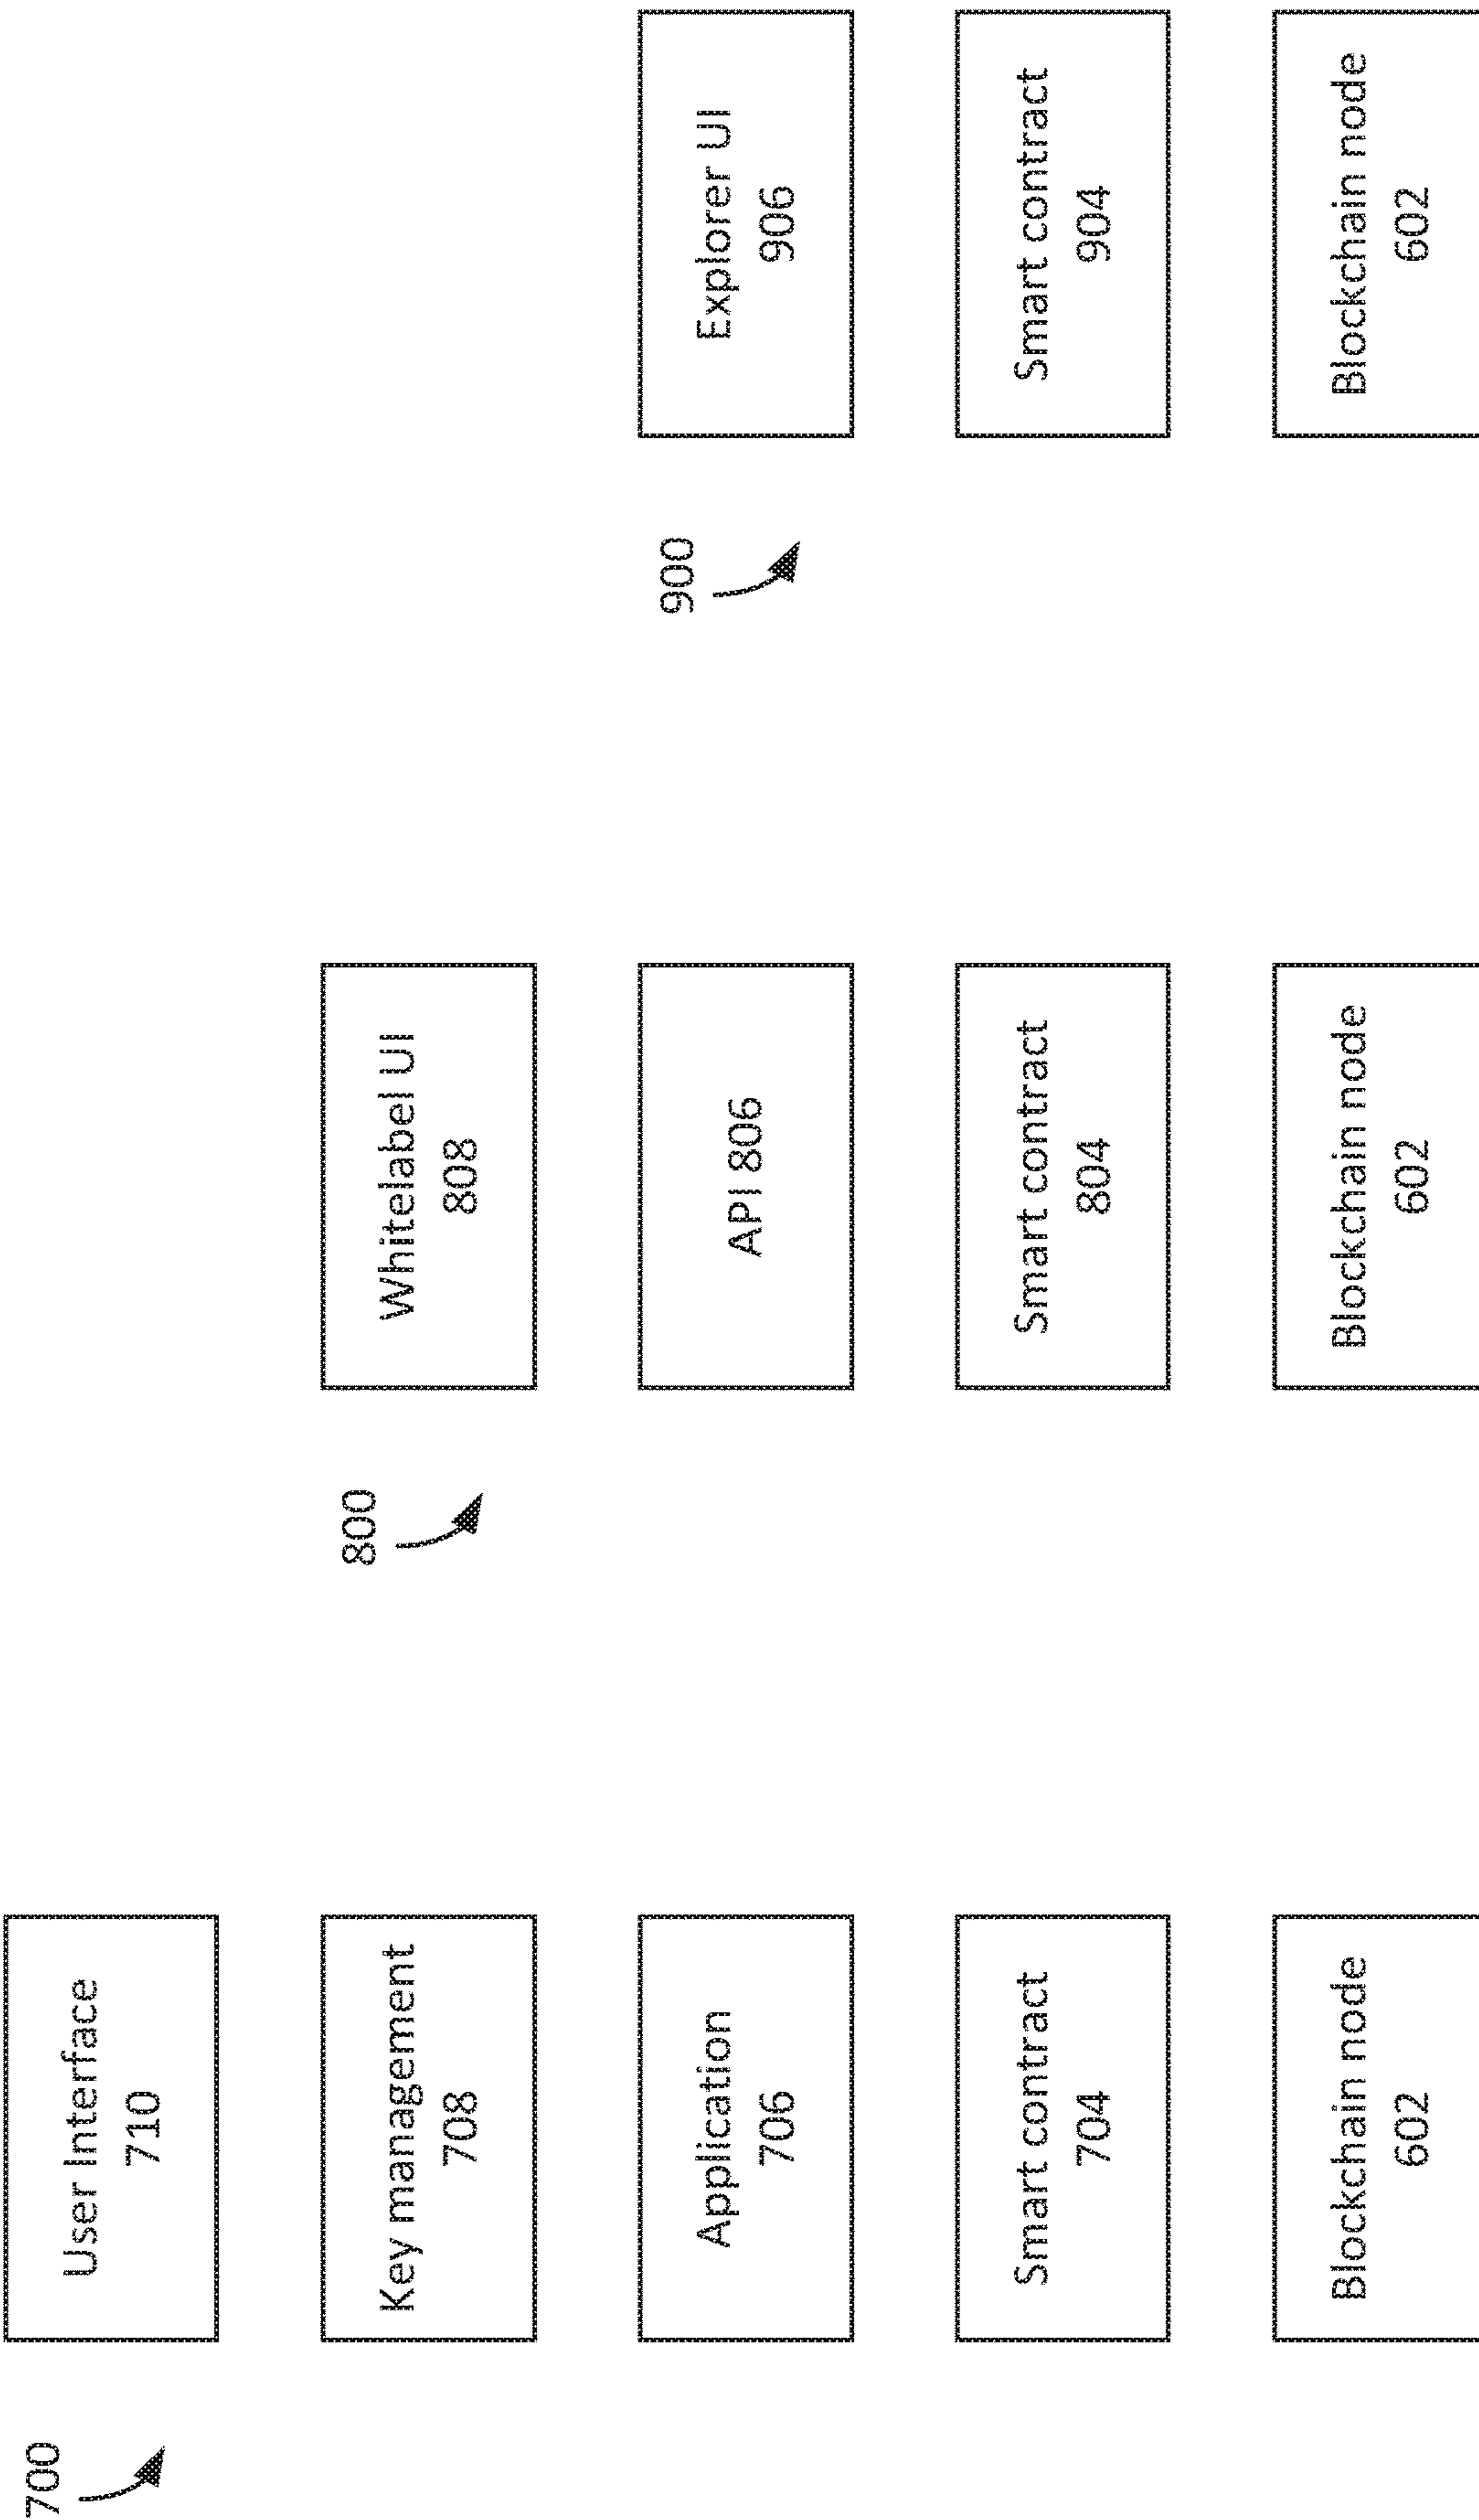 700
User Interface
710
Key management
708
Application
706
Smart contract
704
Blockchain node
602
800
Whitelabel UI
808
API 806
Smart contract
804
Blockchain node
602
900
Explorer UI
906
Smart contract
904
Blockchain node
602